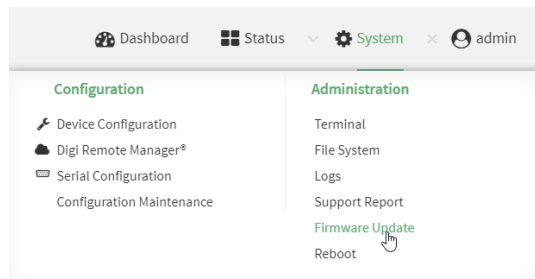 Dashboard Status System admin
Configuration
Device Configuration
Digi Remote Manager®
Serial Configuration
Configuration Maintenance
Administration
Terminal
File System
Logs
Support Report
Firmware Update
Reboot